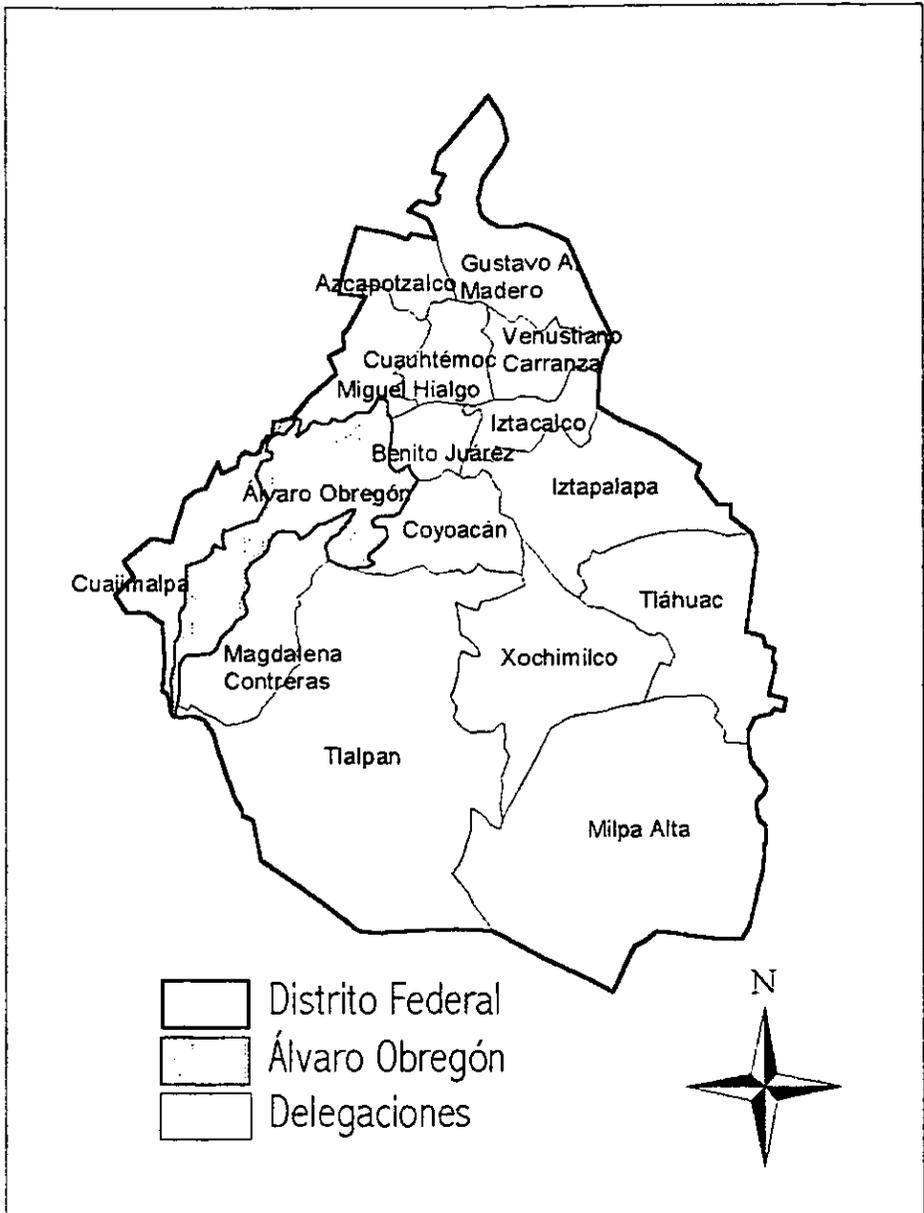 Gustavo A.
Madero
Azcapotzalco
Venustiano
Carranza
Cuauhtémoc
Miguel Hialgo
Iztacalco
Benito Juárez
Iztapalapa
Álvaro Obregón
Coyoacán
Cuajimalpa
Tláhuac
Magdalena
Contreras
Xochimilco
Tlalpan
Milpa Alta
Distrito Federal
Álvaro Obregón
Delegaciones
N